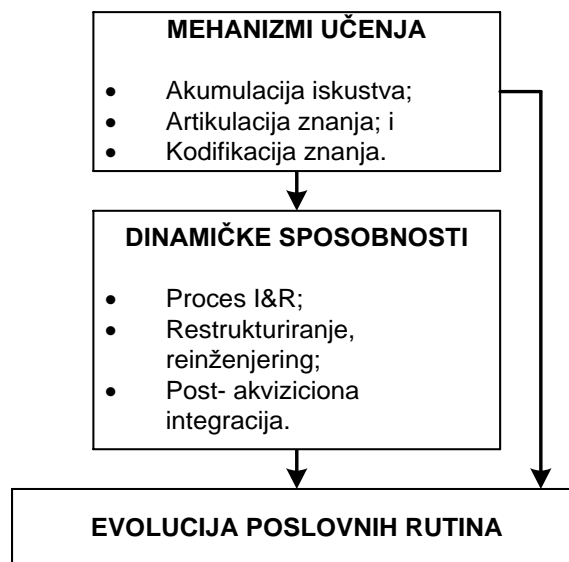 MEHANIZMI UČENJA
• Akumulacija iskustva;
• Artikulacija znanja; i
• Kodifikacija znanja.
DINAMIČKE SPOSOBNOSTI
• Proces I&R;
• Restrukturiranje,
reinženjering;
• Post- akviziciona
integracija.
EVOLUCIJA POSLOVNIH RUTINA